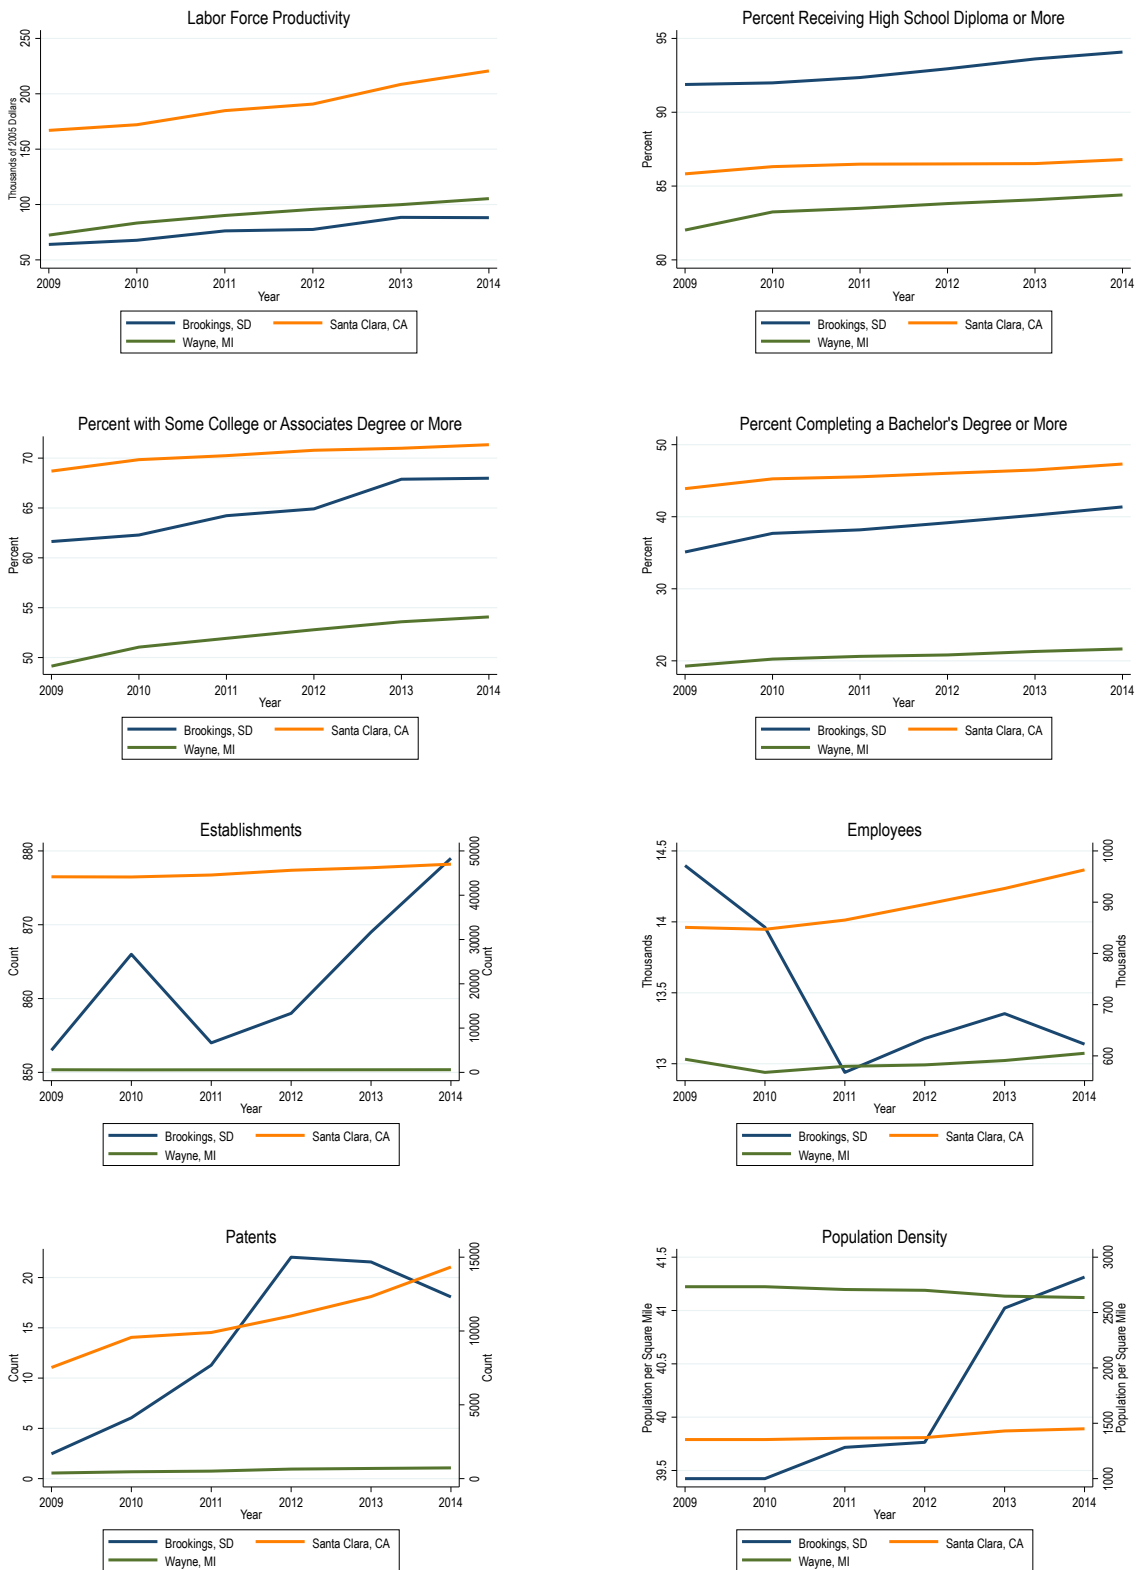 Labor Force Productivity
Thousands of 2005 Dollars
250
200
150
100
50
2009 2010 2011 2012 2013 2014
Year
Brookings, SD Santa Clara, CA
Wayne, MI
Percent Receiving High School Diploma or More
Percent
95
90
85
80
2009 2010 2011 2012 2013 2014
Year
Brookings, SD Santa Clara, CA
Wayne, MI
Percent with Some College or Associates Degree or More
Percent
70
65
60
55
50
2009 2010 2011 2012 2013 2014
Year
Brookings, SD Santa Clara, CA
Wayne, MI
Percent Completing a Bachelor's Degree or More
Percent
50
40
30
20
2009 2010 2011 2012 2013 2014
Year
Brookings, SD Santa Clara, CA
Wayne, MI
Establishments
Count
880
870
860
850
50000
40000
30000
20000
10000
0
Count
2009 2010 2011 2012 2013 2014
Year
Brookings, SD Santa Clara, CA
Wayne, MI
Employees
Thousands
14.5
14
13.5
13
1000
900
800
700
600
Thousands
2009 2010 2011 2012 2013 2014
Year
Brookings, SD Santa Clara, CA
Wayne, MI
Patents
Count
20
15
10
5
0
15000
10000
5000
0
Count
2009 2010 2011 2012 2013 2014
Year
Brookings, SD Santa Clara, CA
Wayne, MI
Population Density
Population per Square Mile
41.5
41
40.5
40
39.5
3000
2500
2000
1500
1000
Population per Square Mile
2009 2010 2011 2012 2013 2014
Year
Brookings, SD Santa Clara, CA
Wayne, MI